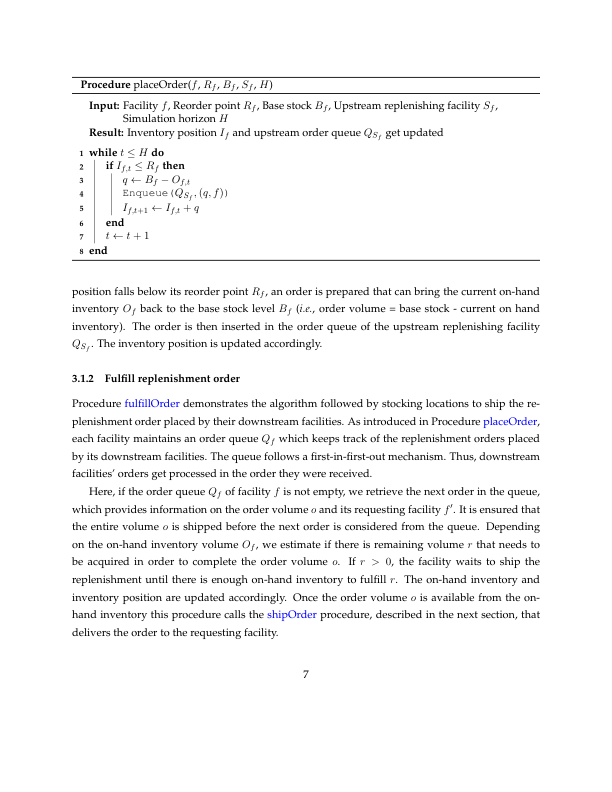 Procedure placeOrder(f, R_f, B_f, S_f, H)
Input: Facility f, Reorder point R_f, Base stock B_f, Upstream replenishing facility S_f,
Simulation horizon H
Result: Inventory position I_f and upstream order queue Q_{S_f} get updated
1 while t ≤ H do
2 if I_{f,t} ≤ R_f then
3 q ← B_f − O_{f,t}
4 Enqueue(Q_{S_f}, (q, f))
5 I_{f,t+1} ← I_{f,t} + q
6 end
7 t ← t + 1
8 end
position falls below its reorder point R_f, an order is prepared that can bring the current on-hand
inventory O_f back to the base stock level B_f (i.e., order volume = base stock - current on hand
inventory). The order is then inserted in the order queue of the upstream replenishing facility
Q_{S_f}. The inventory position is updated accordingly.
3.1.2 Fulfill replenishment order
Procedure fulfillOrder demonstrates the algorithm followed by stocking locations to ship the re-
plenishment order placed by their downstream facilities. As introduced in Procedure placeOrder,
each facility maintains an order queue Q_f which keeps track of the replenishment orders placed
by its downstream facilities. The queue follows a first-in-first-out mechanism. Thus, downstream
facilities' orders get processed in the order they were received.
Here, if the order queue Q_f of facility f is not empty, we retrieve the next order in the queue,
which provides information on the order volume o and its requesting facility f′. It is ensured that
the entire volume o is shipped before the next order is considered from the queue. Depending
on the on-hand inventory volume O_f, we estimate if there is remaining volume r that needs to
be acquired in order to complete the order volume o. If r > 0, the facility waits to ship the
replenishment until there is enough on-hand inventory to fulfill r. The on-hand inventory and
inventory position are updated accordingly. Once the order volume o is available from the on-
hand inventory this procedure calls the shipOrder procedure, described in the next section, that
delivers the order to the requesting facility.
7